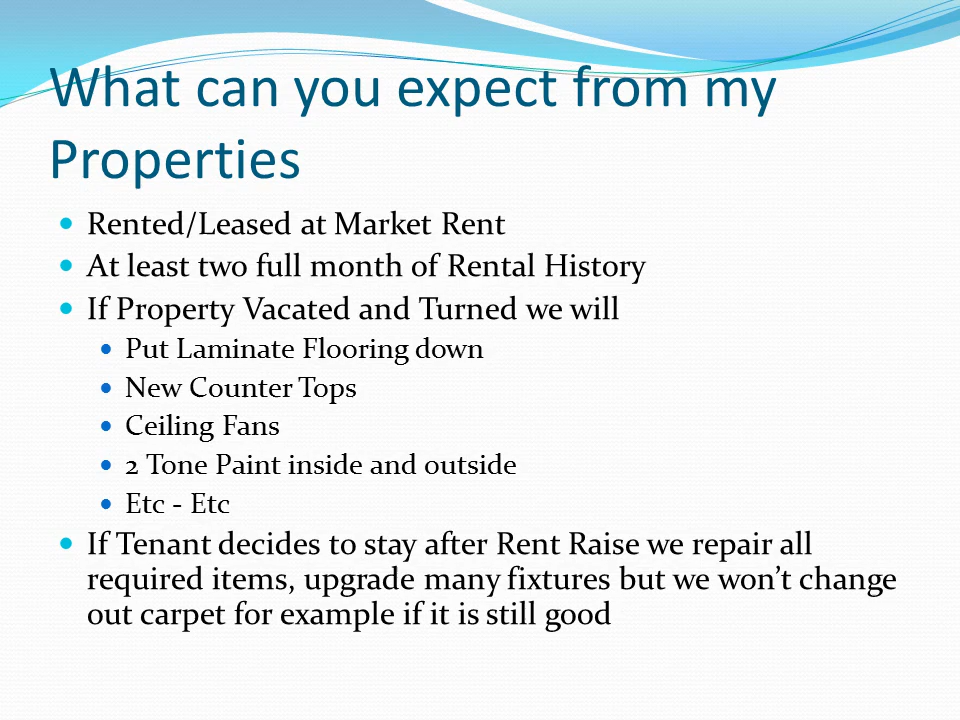 What can you expect from my
Properties
Rented/Leased at Market Rent
At least two full month of Rental History
If Property Vacated and Turned we will
Put Laminate Flooring down
New Counter Tops
Ceiling Fans
2 Tone Paint inside and outside
Etc - Etc
If Tenant decides to stay after Rent Raise we repair all
required items, upgrade many fixtures but we won’t change
out carpet for example if it is still good